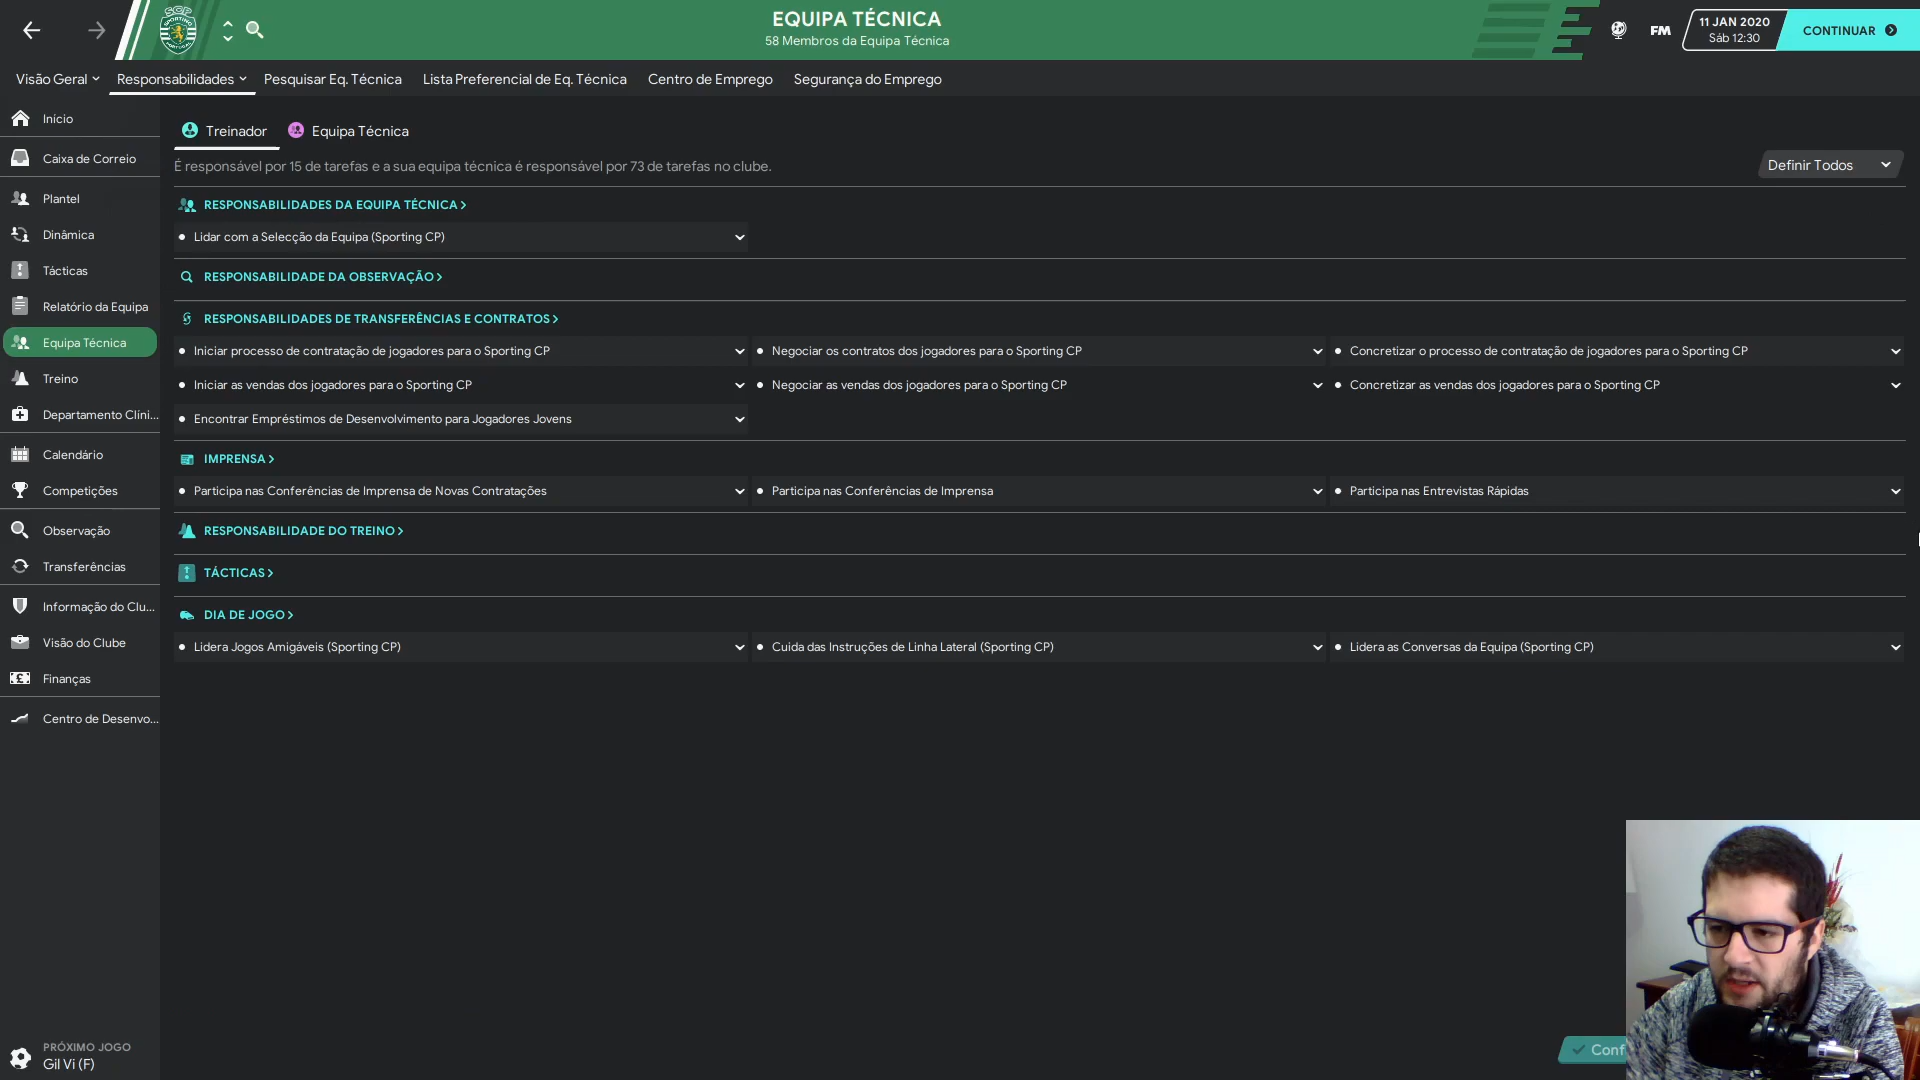 EQUIPA TÉCNICA
58 Membros da Equipa Técnica
FM
11 JAN 2020
Sáb 12:30
CONTINUAR
Visão Geral
Responsabilidades
Pesquisar Eq. Técnica
Lista Preferencial de Eq. Técnica
Centro de Emprego
Segurança do Emprego
Início
Caixa de Correio
Plantel
Dinâmica
Tácticas
Relatório da Equipa
Equipa Técnica
Treino
Departamento Clíni...
Calendário
Competições
Observação
Transferências
Informação do Clu...
Visão do Clube
Finanças
Centro de Desenvo...
PRÓXIMO JOGO
Gil Vi (F)
Treinador
Equipa Técnica
É responsável por 15 de tarefas e a sua equipa técnica é responsável por 73 de tarefas no clube.
Definir Todos
RESPONSABILIDADES DA EQUIPA TÉCNICA
Lidar com a Selecção da Equipa (Sporting CP)
RESPONSABILIDADE DA OBSERVAÇÃO
RESPONSABILIDADES DE TRANSFERÊNCIAS E CONTRATOS
Iniciar processo de contratação de jogadores para o Sporting CP
Negociar os contratos dos jogadores para o Sporting CP
Concretizar o processo de contratação de jogadores para o Sporting CP
Iniciar as vendas dos jogadores para o Sporting CP
Negociar as vendas dos jogadores para o Sporting CP
Concretizar as vendas dos jogadores para o Sporting CP
Encontrar Empréstimos de Desenvolvimento para Jogadores Jovens
IMPRENSA
Participa nas Conferências de Imprensa de Novas Contratações
Participa nas Conferências de Imprensa
Participa nas Entrevistas Rápidas
RESPONSABILIDADE DO TREINO
TÁCTICAS
DIA DE JOGO
Lidera Jogos Amigáveis (Sporting CP)
Cuida das Instruções de Linha Lateral (Sporting CP)
Lidera as Conversas da Equipa (Sporting CP)
Conf